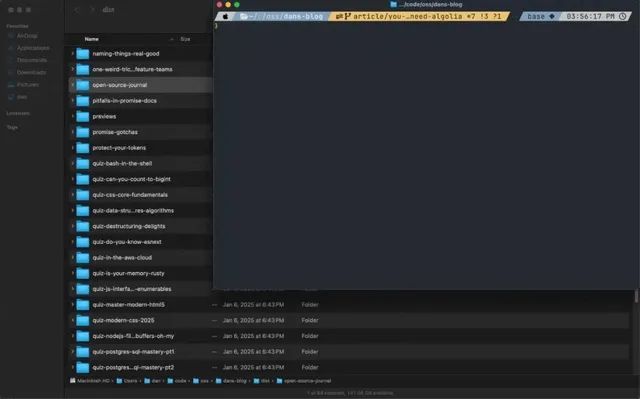 dist
.../code/oss/dans-blog
~/.../oss/dans-blog
article/you-...need-algolia *7 !3 ?1
base
03:56:17 PM
Favorites
AirDrop
Applications
Documents
Downloads
Pictures
dan
Locations
Tags
Name
Size
naming-things-real-good
one-weird-tric...feature-teams
open-source-journal
pitfalls-in-promise-docs
previews
promise-gotchas
protect-your-tokens
quiz-bash-in-the-shell
quiz-can-you-count-to-bigint
quiz-css-core-fundamentals
quiz-data-stru...res-algorithms
quiz-destructuring-delights
quiz-do-you-know-esnext
quiz-in-the-aws-cloud
quiz-is-your-memory-rusty
quiz-js-interfa...-enumerables
quiz-master-modern-html5 -- Jan 6, 2025 at 6:43 PM Folder
quiz-modern-css-2025 -- Jan 6, 2025 at 6:43 PM Folder
quiz-nodejs-fil...buffers-oh-my -- Jan 6, 2025 at 6:43 PM Folder
quiz-postgres-sql-mastery-pt1 -- Jan 6, 2025 at 6:43 PM Folder
quiz-postgres-ql-mastery-pt2 -- Jan 6, 2025 at 6:43 PM Folder
Macintosh HD › Users › dan › code › oss › dans-blog › dist › open-source-journal